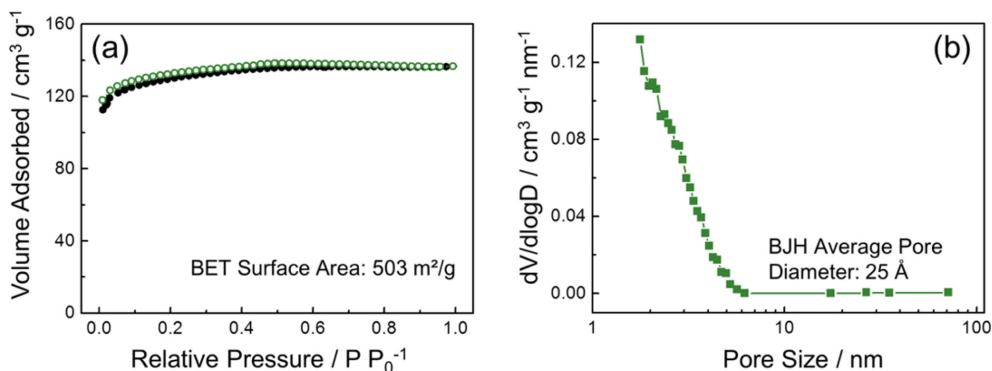 (a)
Volume Adsorbed / cm³ g⁻¹
160
120
80
40
0
BET Surface Area: 503 m²/g
0.0 0.2 0.4 0.6 0.8 1.0
Relative Pressure / P P₀⁻¹
(b)
dV/dlogD / cm³ g⁻¹ nm⁻¹
0.12
0.08
0.04
0.00
BJH Average Pore
Diameter: 25 Å
1 10 100
Pore Size / nm